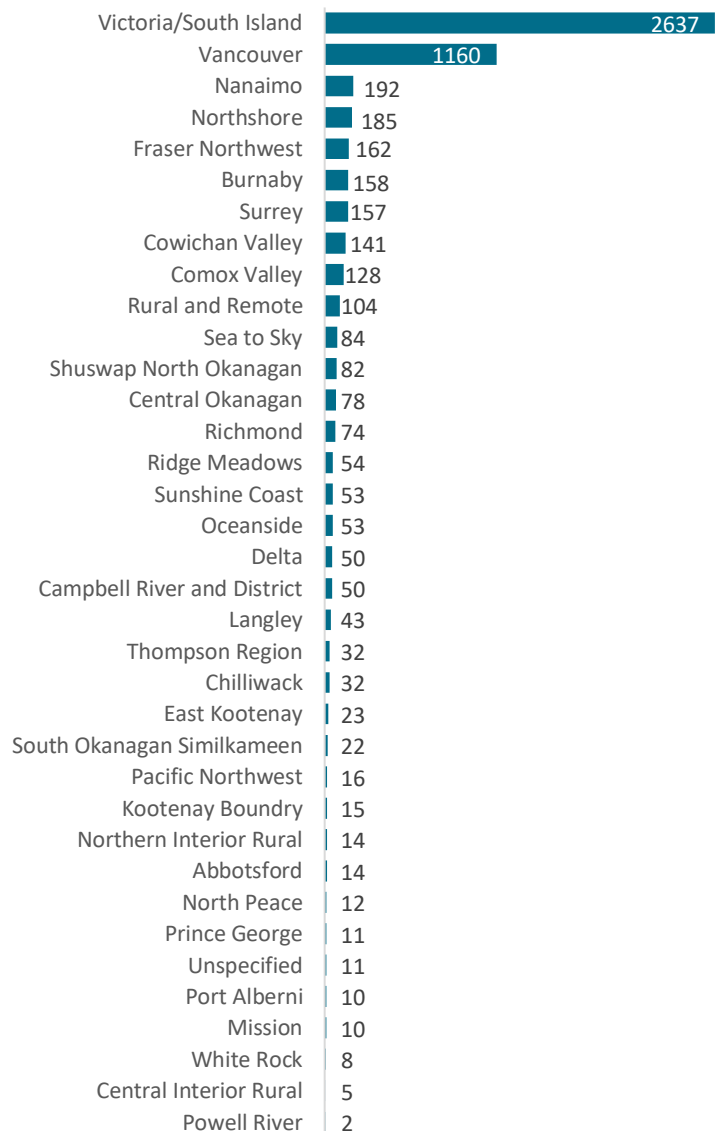 Victoria/South Island 2637
Vancouver 1160
Nanaimo 192
Northshore 185
Fraser Northwest 162
Burnaby 158
Surrey 157
Cowichan Valley 141
Comox Valley 128
Rural and Remote 104
Sea to Sky 84
Shuswap North Okanagan 82
Central Okanagan 78
Richmond 74
Ridge Meadows 54
Sunshine Coast 53
Oceanside 53
Delta 50
Campbell River and District 50
Langley 43
Thompson Region 32
Chilliwack 32
East Kootenay 23
South Okanagan Similkameen 22
Pacific Northwest 16
Kootenay Boundry 15
Northern Interior Rural 14
Abbotsford 14
North Peace 12
Prince George 11
Unspecified 11
Port Alberni 10
Mission 10
White Rock 8
Central Interior Rural 5
Powell River 2